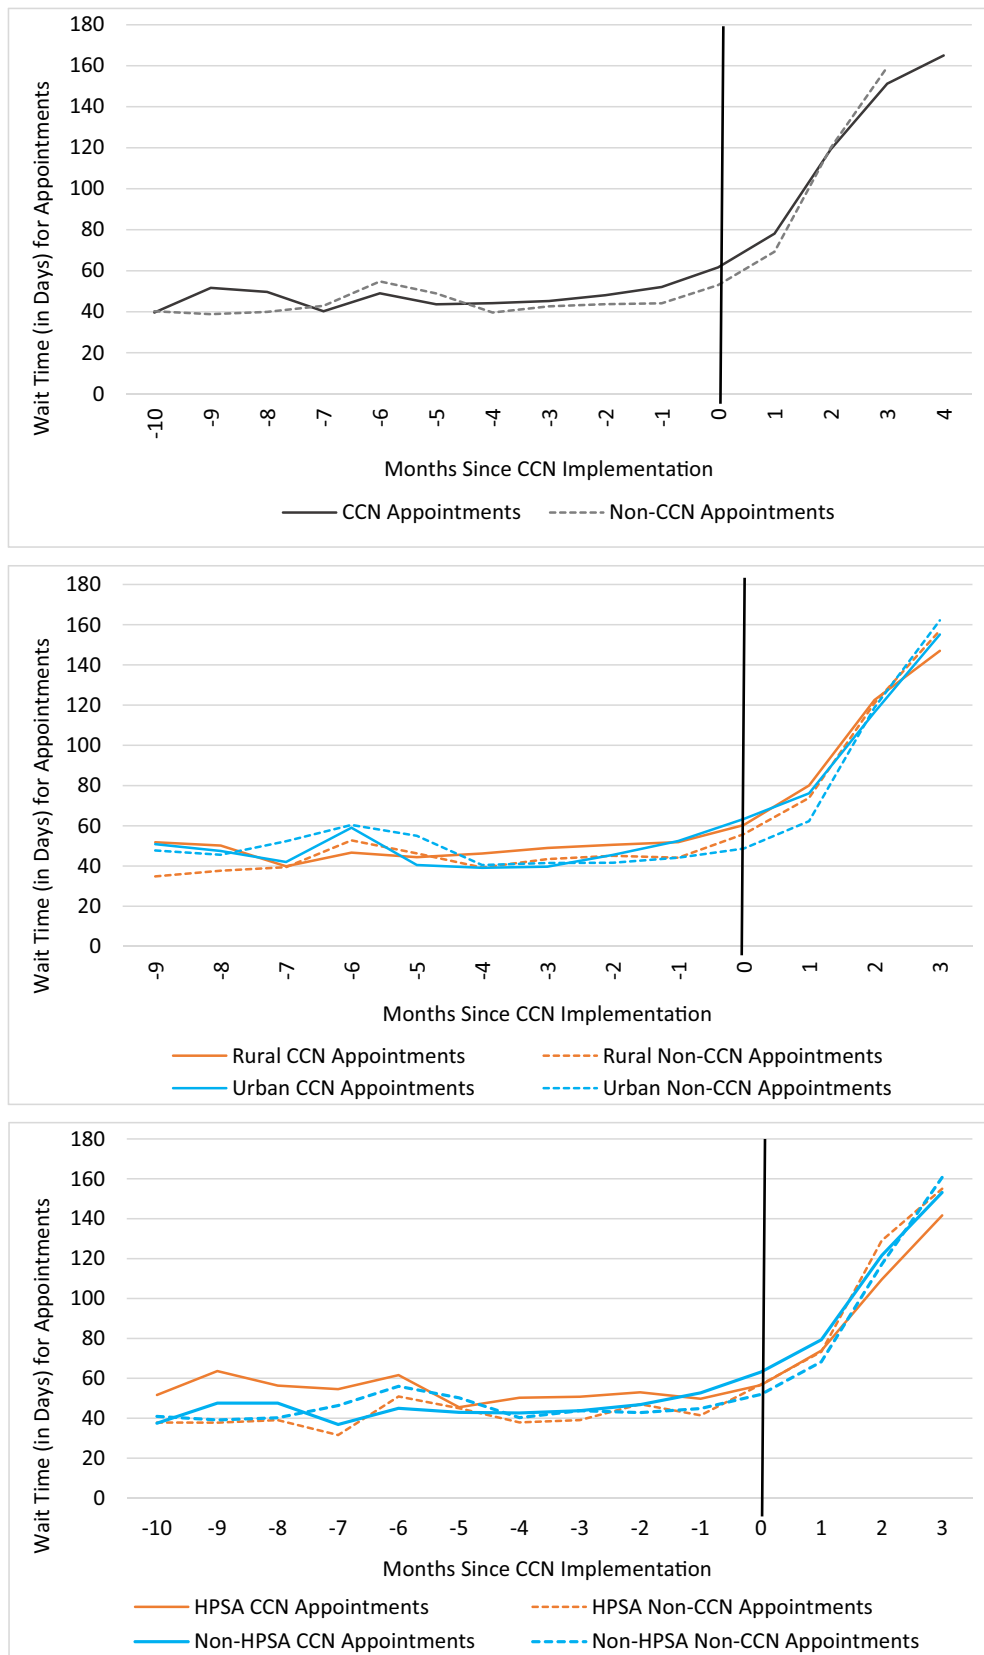 180
160
140
120
100
80
60
40
20
0
Wait Time (in Days) for Appointments
-10 -9 -8 -7 -6 -5 -4 -3 -2 -1 0 1 2 3 4
Months Since CCN Implementation
CCN Appointments Non-CCN Appointments
180
160
140
120
100
80
60
40
20
0
Wait Time (in Days) for Appointments
-9 -8 -7 -6 -5 -4 -3 -2 -1 0 1 2 3
Months Since CCN Implementation
Rural CCN Appointments Rural Non-CCN Appointments
Urban CCN Appointments Urban Non-CCN Appointments
180
160
140
120
100
80
60
40
20
0
Wait Time (in Days) for Appointments
-10 -9 -8 -7 -6 -5 -4 -3 -2 -1 0 1 2 3
Months Since CCN Implementation
HPSA CCN Appointments HPSA Non-CCN Appointments
Non-HPSA CCN Appointments Non-HPSA Non-CCN Appointments